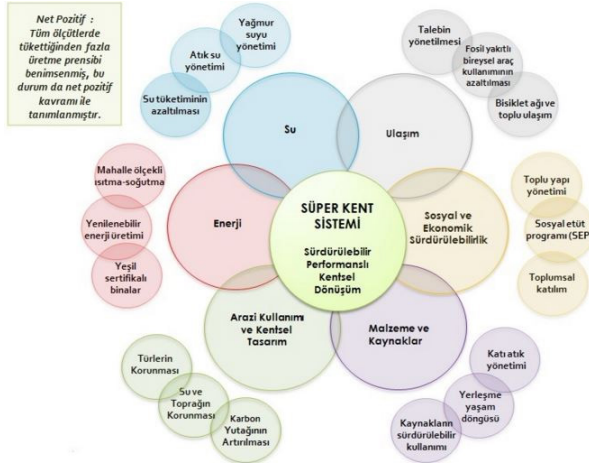 Net Pozitif :
Tüm ölçütlerde
tükettiğinden fazla
üretme prensibi
benimsenmiş, bu
durum da net pozitif
kavramı ile
tanımlanmıştır.
Yağmur
suyu
yönetimi
Atık su
yönetimi
Su tüketiminin
azaltılması
Su
Ulaşım
Talebin
yönetilmesi
Fosil yakıtlı
bireysel araç
kullanımının
azaltılması
Bisiklet ağı ve
toplu ulaşım
Mahalle ölçekli
ısıtma-soğutma
Yenilenebilir
enerji üretimi
Yeşil
sertifikalı
binalar
Enerji
SÜPER KENT
SİSTEMİ
Sürdürülebilir
Performanslı
Kentsel
Dönüşüm
Sosyal ve
Ekonomik
Sürdürülebilirlik
Toplu yapı
yönetimi
Sosyal etüt
programı (SEP)
Toplumsal
katılım
Arazi Kullanımı
ve Kentsel
Tasarım
Malzeme ve
Kaynaklar
Türlerin
Korunması
Su ve
Toprağın
Korunması
Karbon
Yutağının
Artırılması
Katı atık
yönetimi
Yerleşme
yaşam
döngüsü
Kaynakların
sürdürülebilir
kullanımı